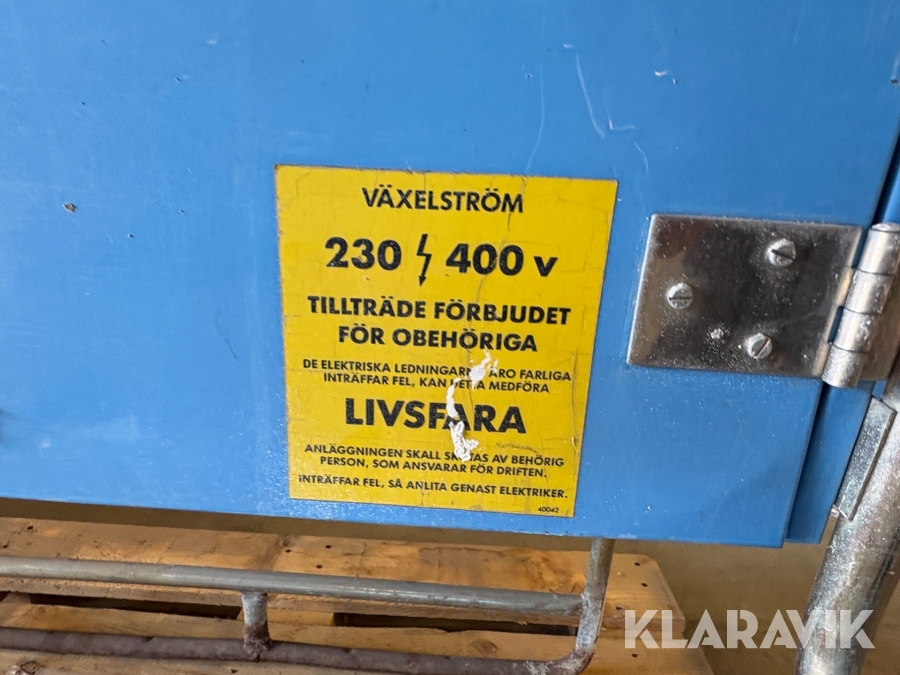 VÄXELSTRÖM
230 400 V
TILLTRÄDE FÖRBJUDET
FÖR OBEHÖRIGA
DE ELEKTRISKA LEDNINGARNA ÄRO FARLIGA
INTRÄFFAR FEL, KAN DETTA MEDFÖRA
LIVSFARA
ANLÄGGNINGEN SKALL SKÖTAS AV BEHÖRIG
PERSON, SOM ANSVARAR FÖR DRIFTEN.
INTRÄFFAR FEL, SÅ ANLITA GENAST ELEKTRIKER.
40042
KLARAVIK